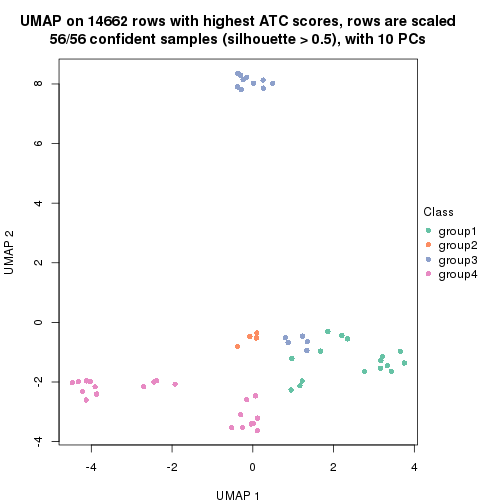 UMAP on 14662 rows with highest ATC scores, rows are scaled
56/56 confident samples (silhouette > 0.5), with 10 PCs
8
6
4
2
0
-2
-4
UMAP 2
-4
-2
0
2
4
UMAP 1
Class
group1
group2
group3
group4